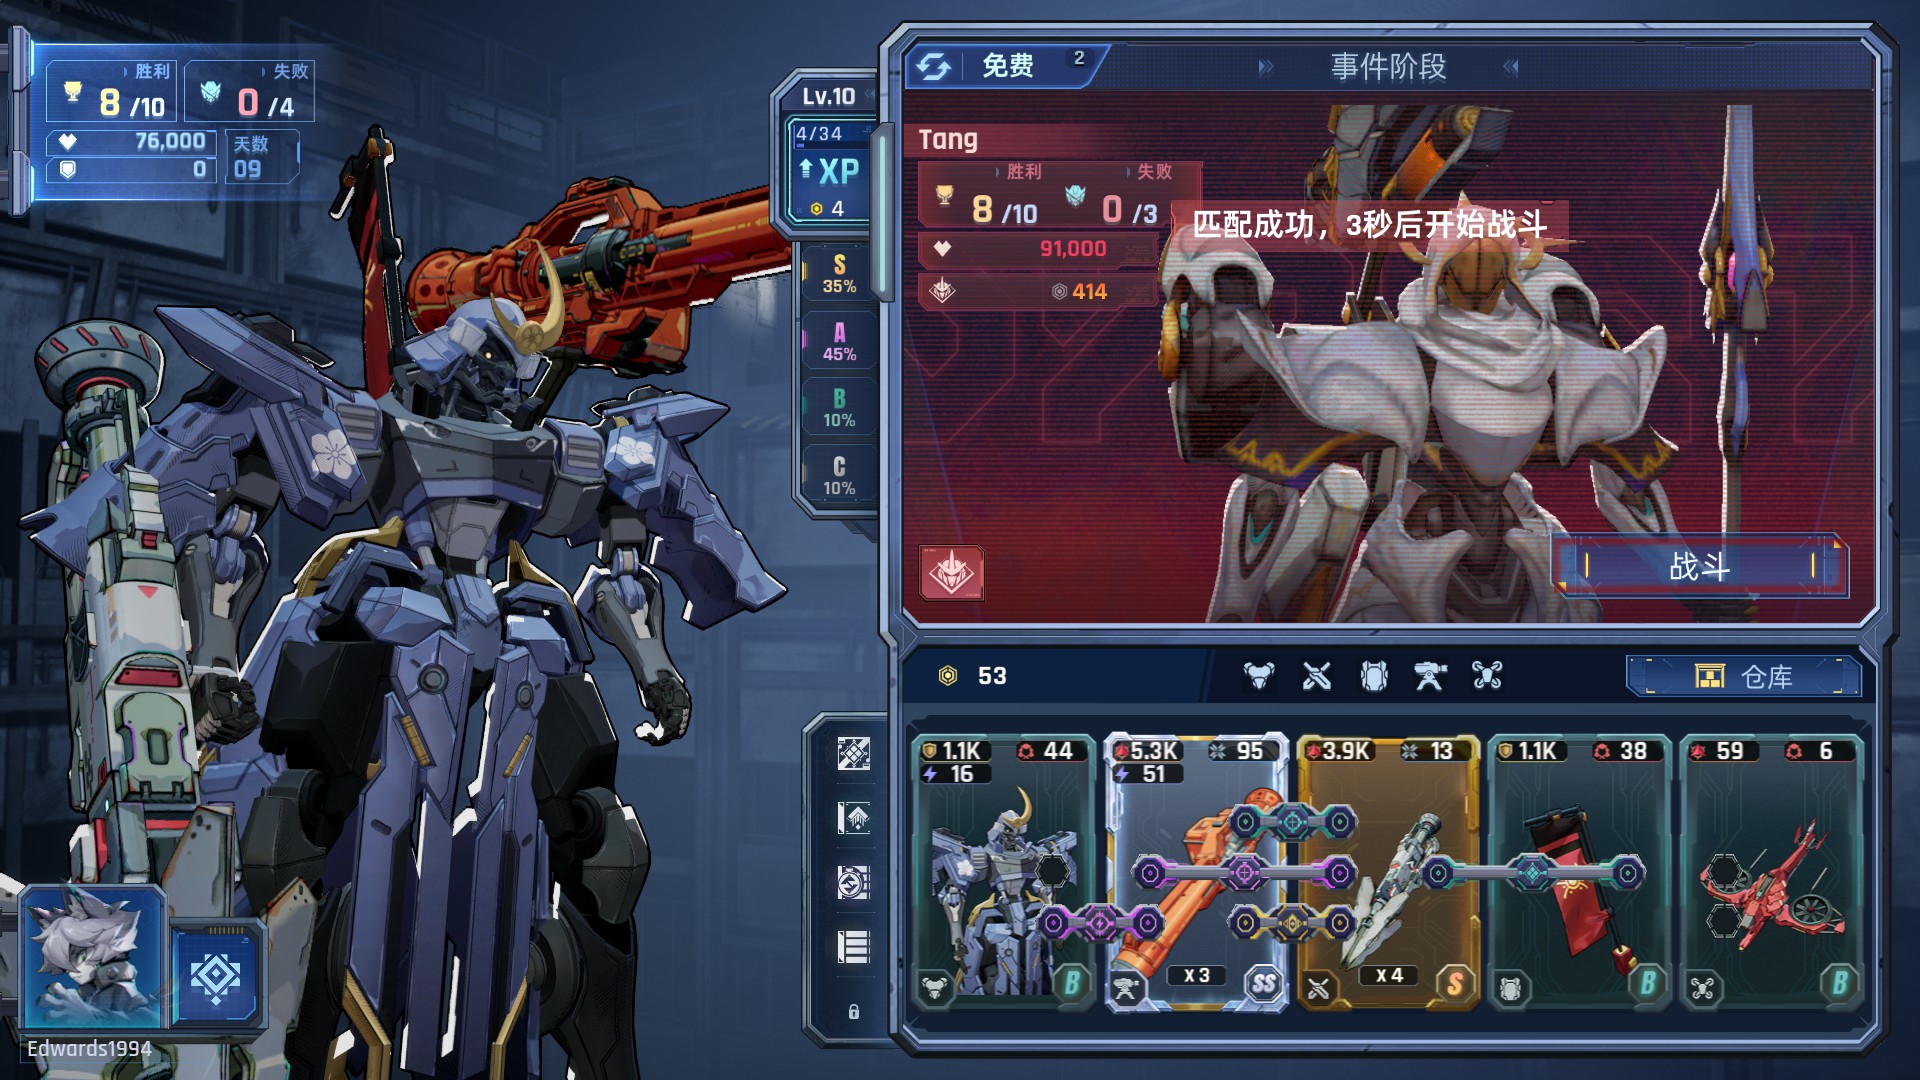 胜利
8 /10
失败
0 /4
76,000
0
天数
09
Lv.10
4/34
XP
4
S
35%
A
45%
B
10%
C
10%
免费 2
事件阶段
Tang
胜利
8 /10
失败
0 /3
91,000
414
匹配成功，3秒后开始战斗
战斗
53
仓库
1.1K 44
16
B
5.3K 95
51
x3
SS
3.9K 13
x4
S
1.1K 38
B
59 6
B
Edwards1994